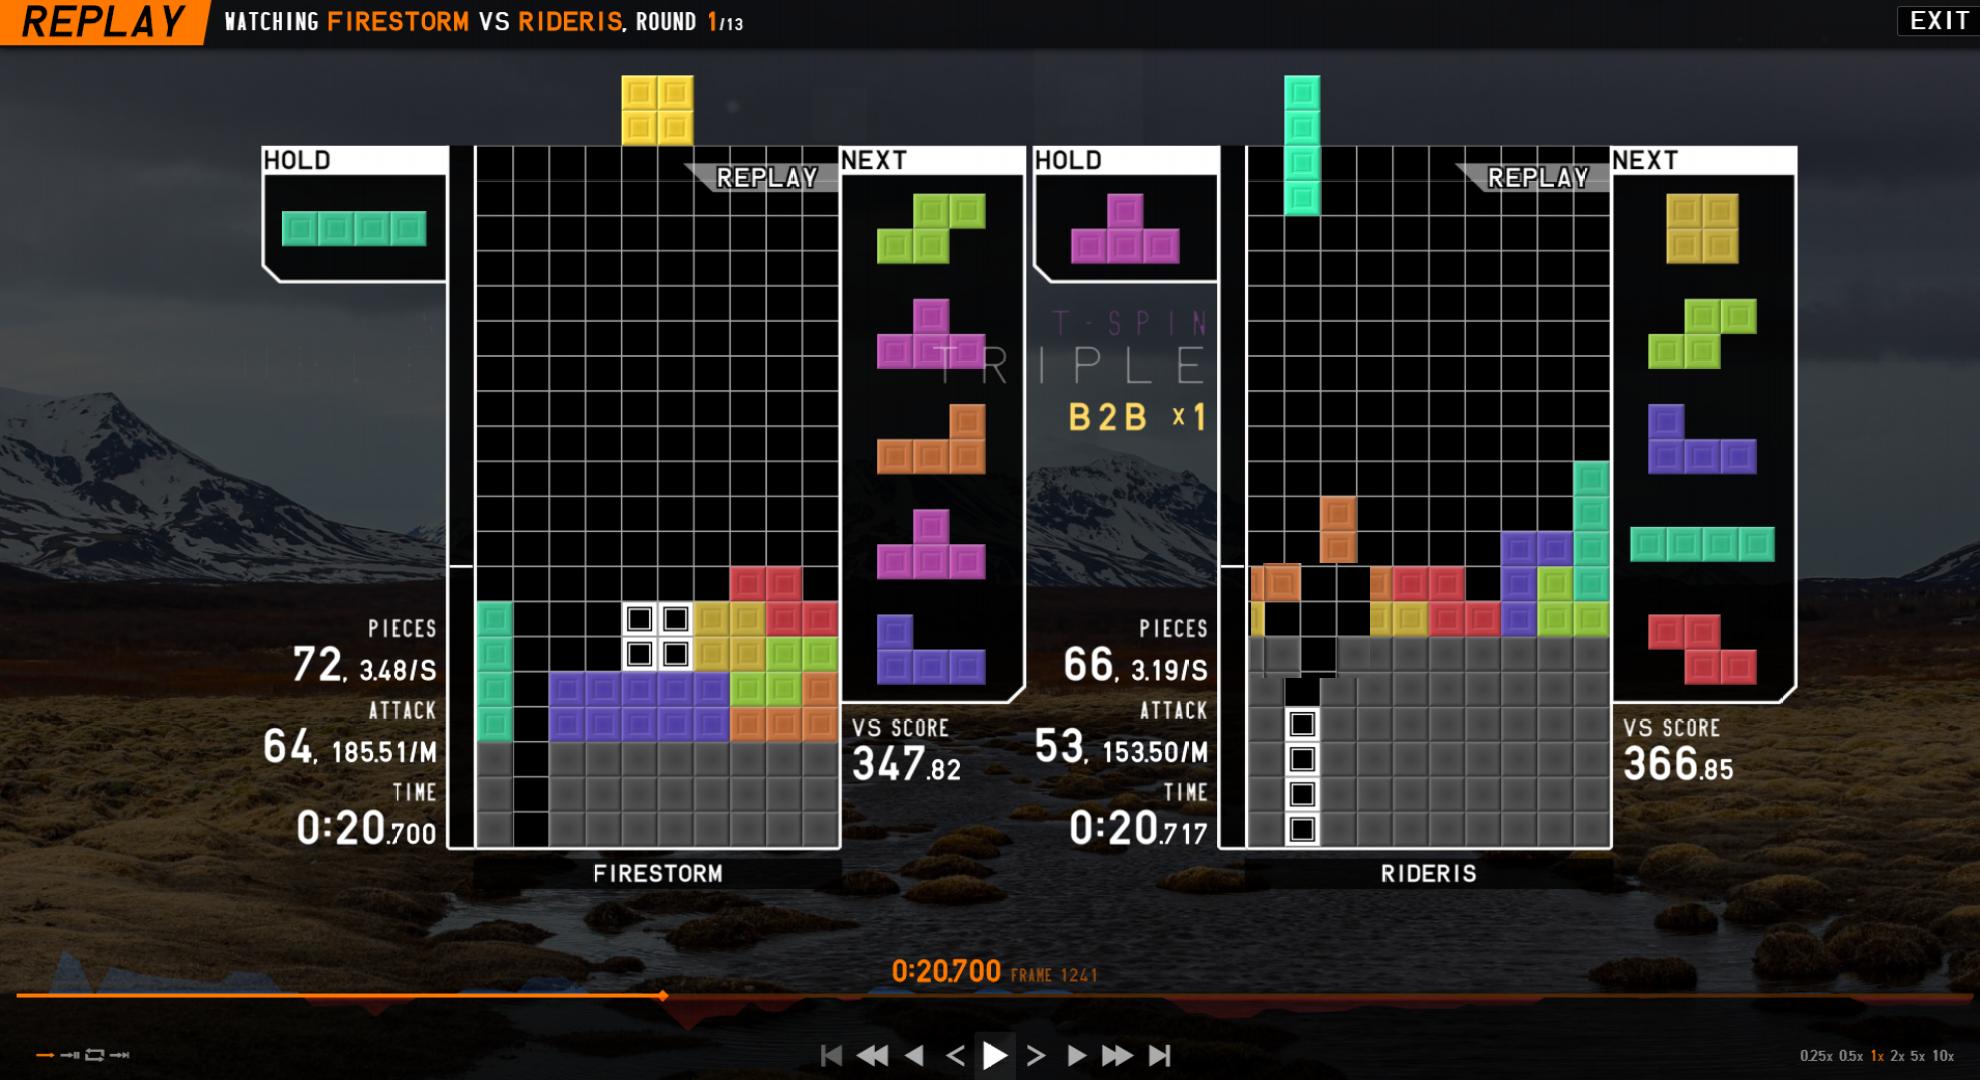 REPLAY
WATCHING FIRESTORM VS RIDERIS, ROUND 1/13
EXIT
HOLD
REPLAY
NEXT
HOLD
REPLAY
NEXT
T-SPIN
TRIPLE
B2B x1
PIECES
72, 3.48/S
ATTACK
64, 185.51/M
TIME
0:20.700
VS SCORE
347.82
PIECES
66, 3.19/S
ATTACK
53, 153.50/M
TIME
0:20.717
VS SCORE
366.85
FIRESTORM
RIDERIS
0:20.700 FRAME 1241
0.25x 0.5x 1x 2x 5x 10x